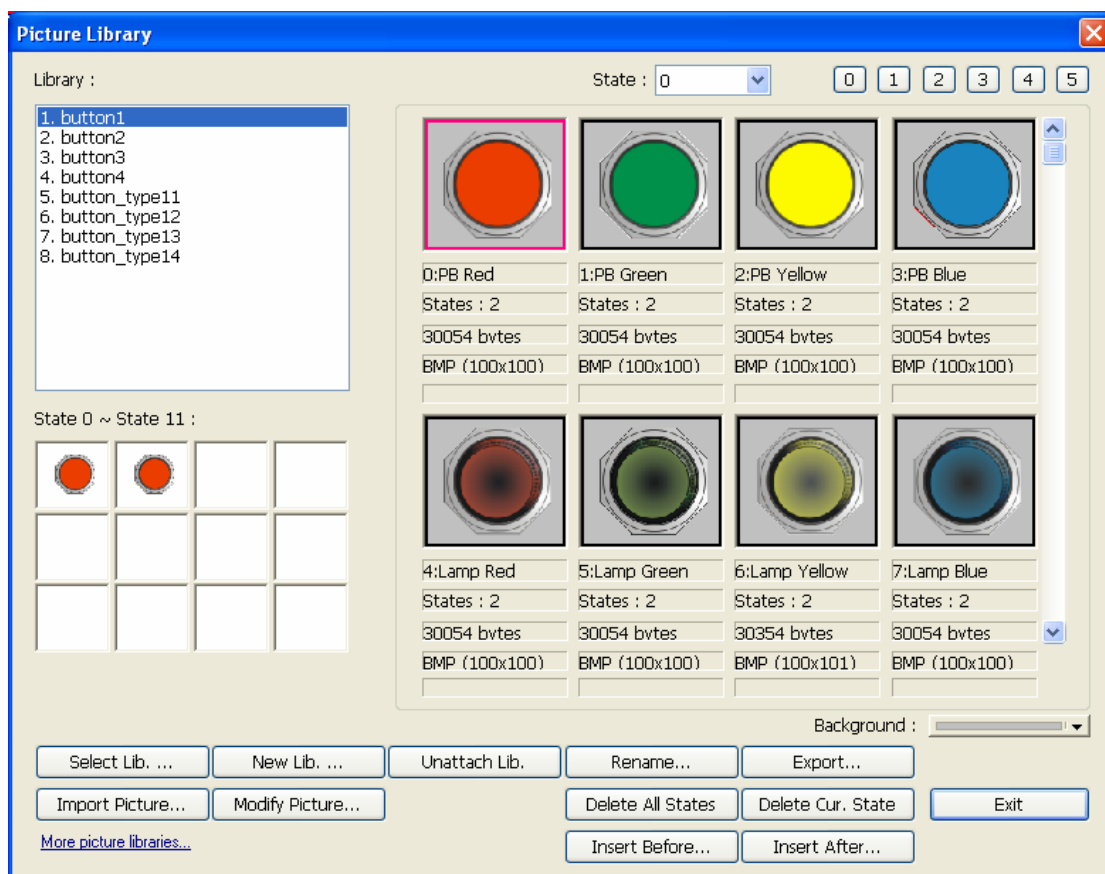 Picture Library
Library :
State : 0
0 1 2 3 4 5
1. button1
2. button2
3. button3
4. button4
5. button_type11
6. button_type12
7. button_type13
8. button_type14
0:PB Red 1:PB Green 2:PB Yellow 3:PB Blue
States : 2 States : 2 States : 2 States : 2
30054 bytes 30054 bytes 30054 bytes 30054 bytes
BMP (100x100) BMP (100x100) BMP (100x100) BMP (100x100)
State 0 ~ State 11 :
4:Lamp Red 5:Lamp Green 6:Lamp Yellow 7:Lamp Blue
States : 2 States : 2 States : 2 States : 2
30054 bytes 30054 bytes 30354 bytes 30054 bytes
BMP (100x100) BMP (100x100) BMP (100x101) BMP (100x100)
Background :
Select Lib. ... New Lib. ... Unattach Lib. Rename... Export...
Import Picture... Modify Picture... Delete All States Delete Cur. State Exit
More picture libraries... Insert Before... Insert After...